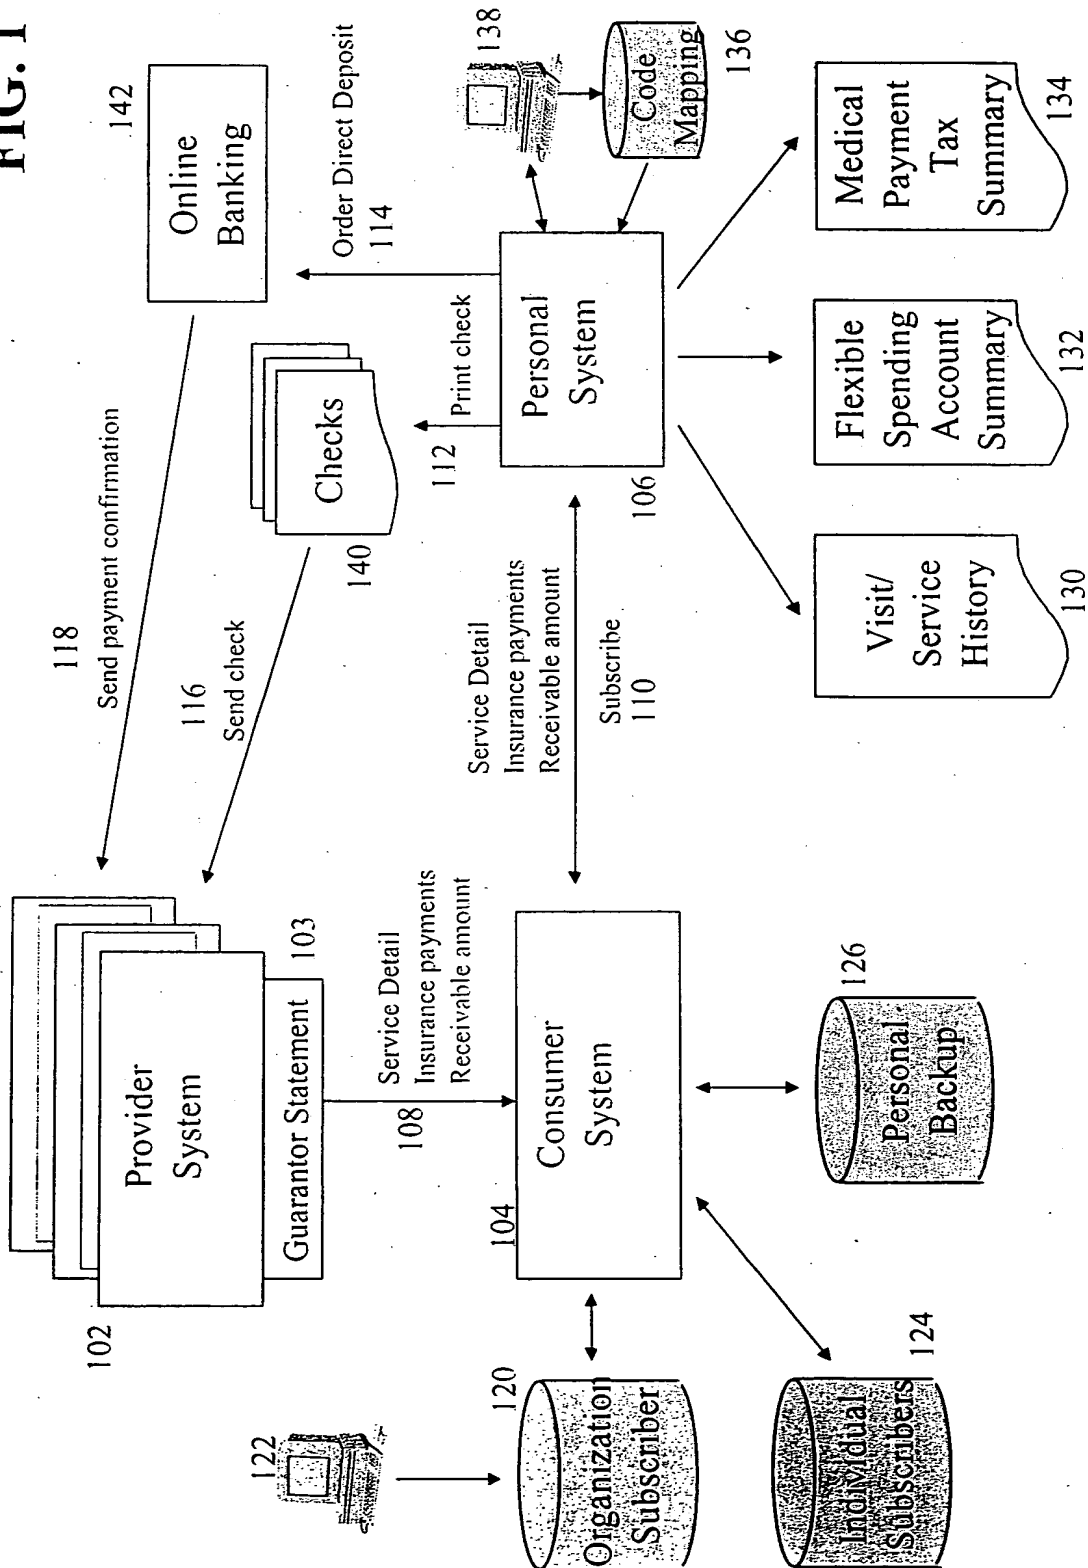 FIG. 1
102
Provider
System
Guarantor Statement
103
118
Send payment confirmation
116
Send check
142
Online
Banking
Checks
140
Print check
112
Order Direct Deposit
114
122
120
Organization
Subscriber
108
Service Detail
Insurance payments
Receivable amount
104
Consumer
System
Service Detail
Insurance payments
Receivable amount
Subscribe
110
Personal
System
106
138
Code
Mapping
136
Individual
Subscribers
124
Personal
Backup
126
Visit/
Service
History
130
Flexible
Spending
Account
Summary
132
Medical
Payment
Tax
Summary
134